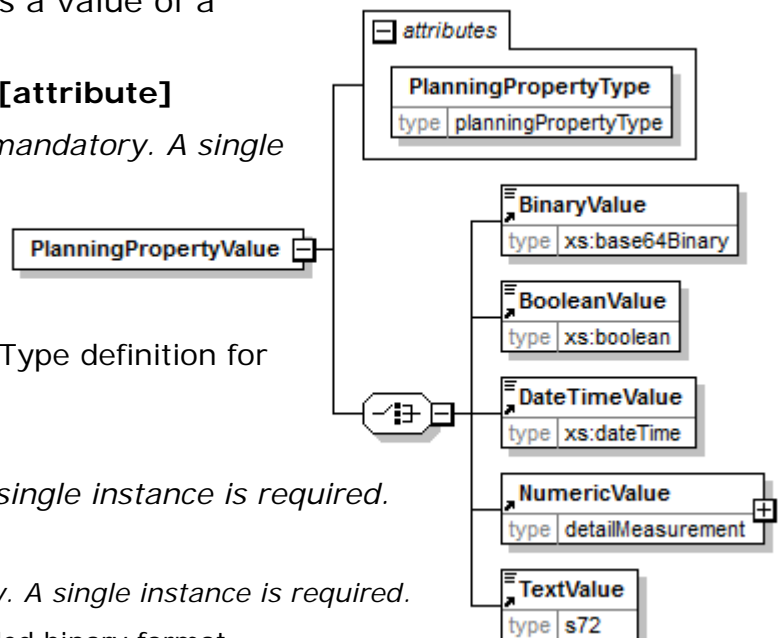 s a value of a
attributes
PlanningPropertyType
type planningPropertyType
[attribute]
mandatory. A single
BinaryValue
type xs:base64Binary
PlanningPropertyValue
BooleanValue
type xs:boolean
Type definition for
DateTimeValue
type xs:dateTime
single instance is required.
NumericValue
type detailMeasurement
. A single instance is required.
TextValue
type s72
binary format